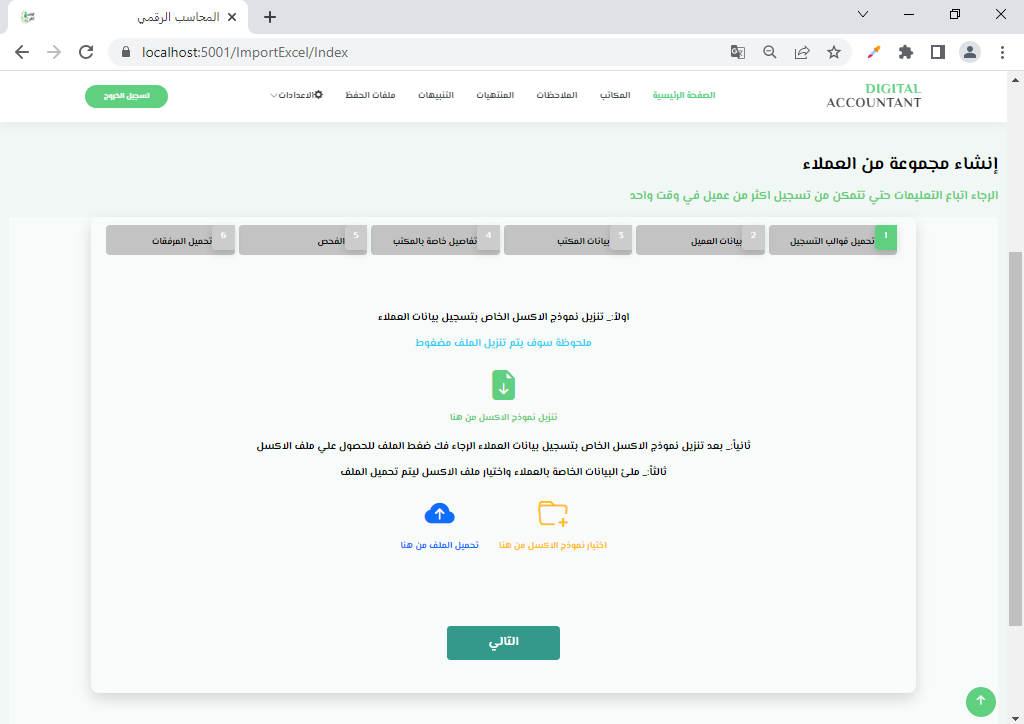 المحاسب الرقمي
localhost:5001/ImportExcel/Index
DIGITAL
ACCOUNTANT
الصفحة الرئيسية
المكاتب
الملاحظات
المنتهيات
التنبيهات
ملفات الحفظ
الاعدادات
تسجيل الخروج
إنشاء مجموعة من العملاء
الرجاء اتباع التعليمات حتي تتمكن من تسجيل اكثر من عميل في وقت واحد
1 تحميل قوالب التسجيل
2 بيانات العميل
3 بيانات المكتب
4 تفاصيل خاصة بالمكتب
5 الفحص
6 تحميل المرفقات
اولاً:_ تنزيل نموذج الاكسل الخاص بتسجيل بيانات العملاء
ملحوظة سوف يتم تنزيل الملف مضغوط
تنزيل نموذج الاكسل من هنا
ثانياً:_ بعد تنزيل نموذج الاكسل الخاص بتسجيل بيانات العملاء الرجاء فك ضغط الملف للحصول علي ملف الاكسل
ثالثاً:_ ملئ البيانات الخاصة بالعملاء واختيار ملف الاكسل ليتم تحميل الملف
اختيار نموذج الاكسل من هنا
تحميل الملف من هنا
التالي